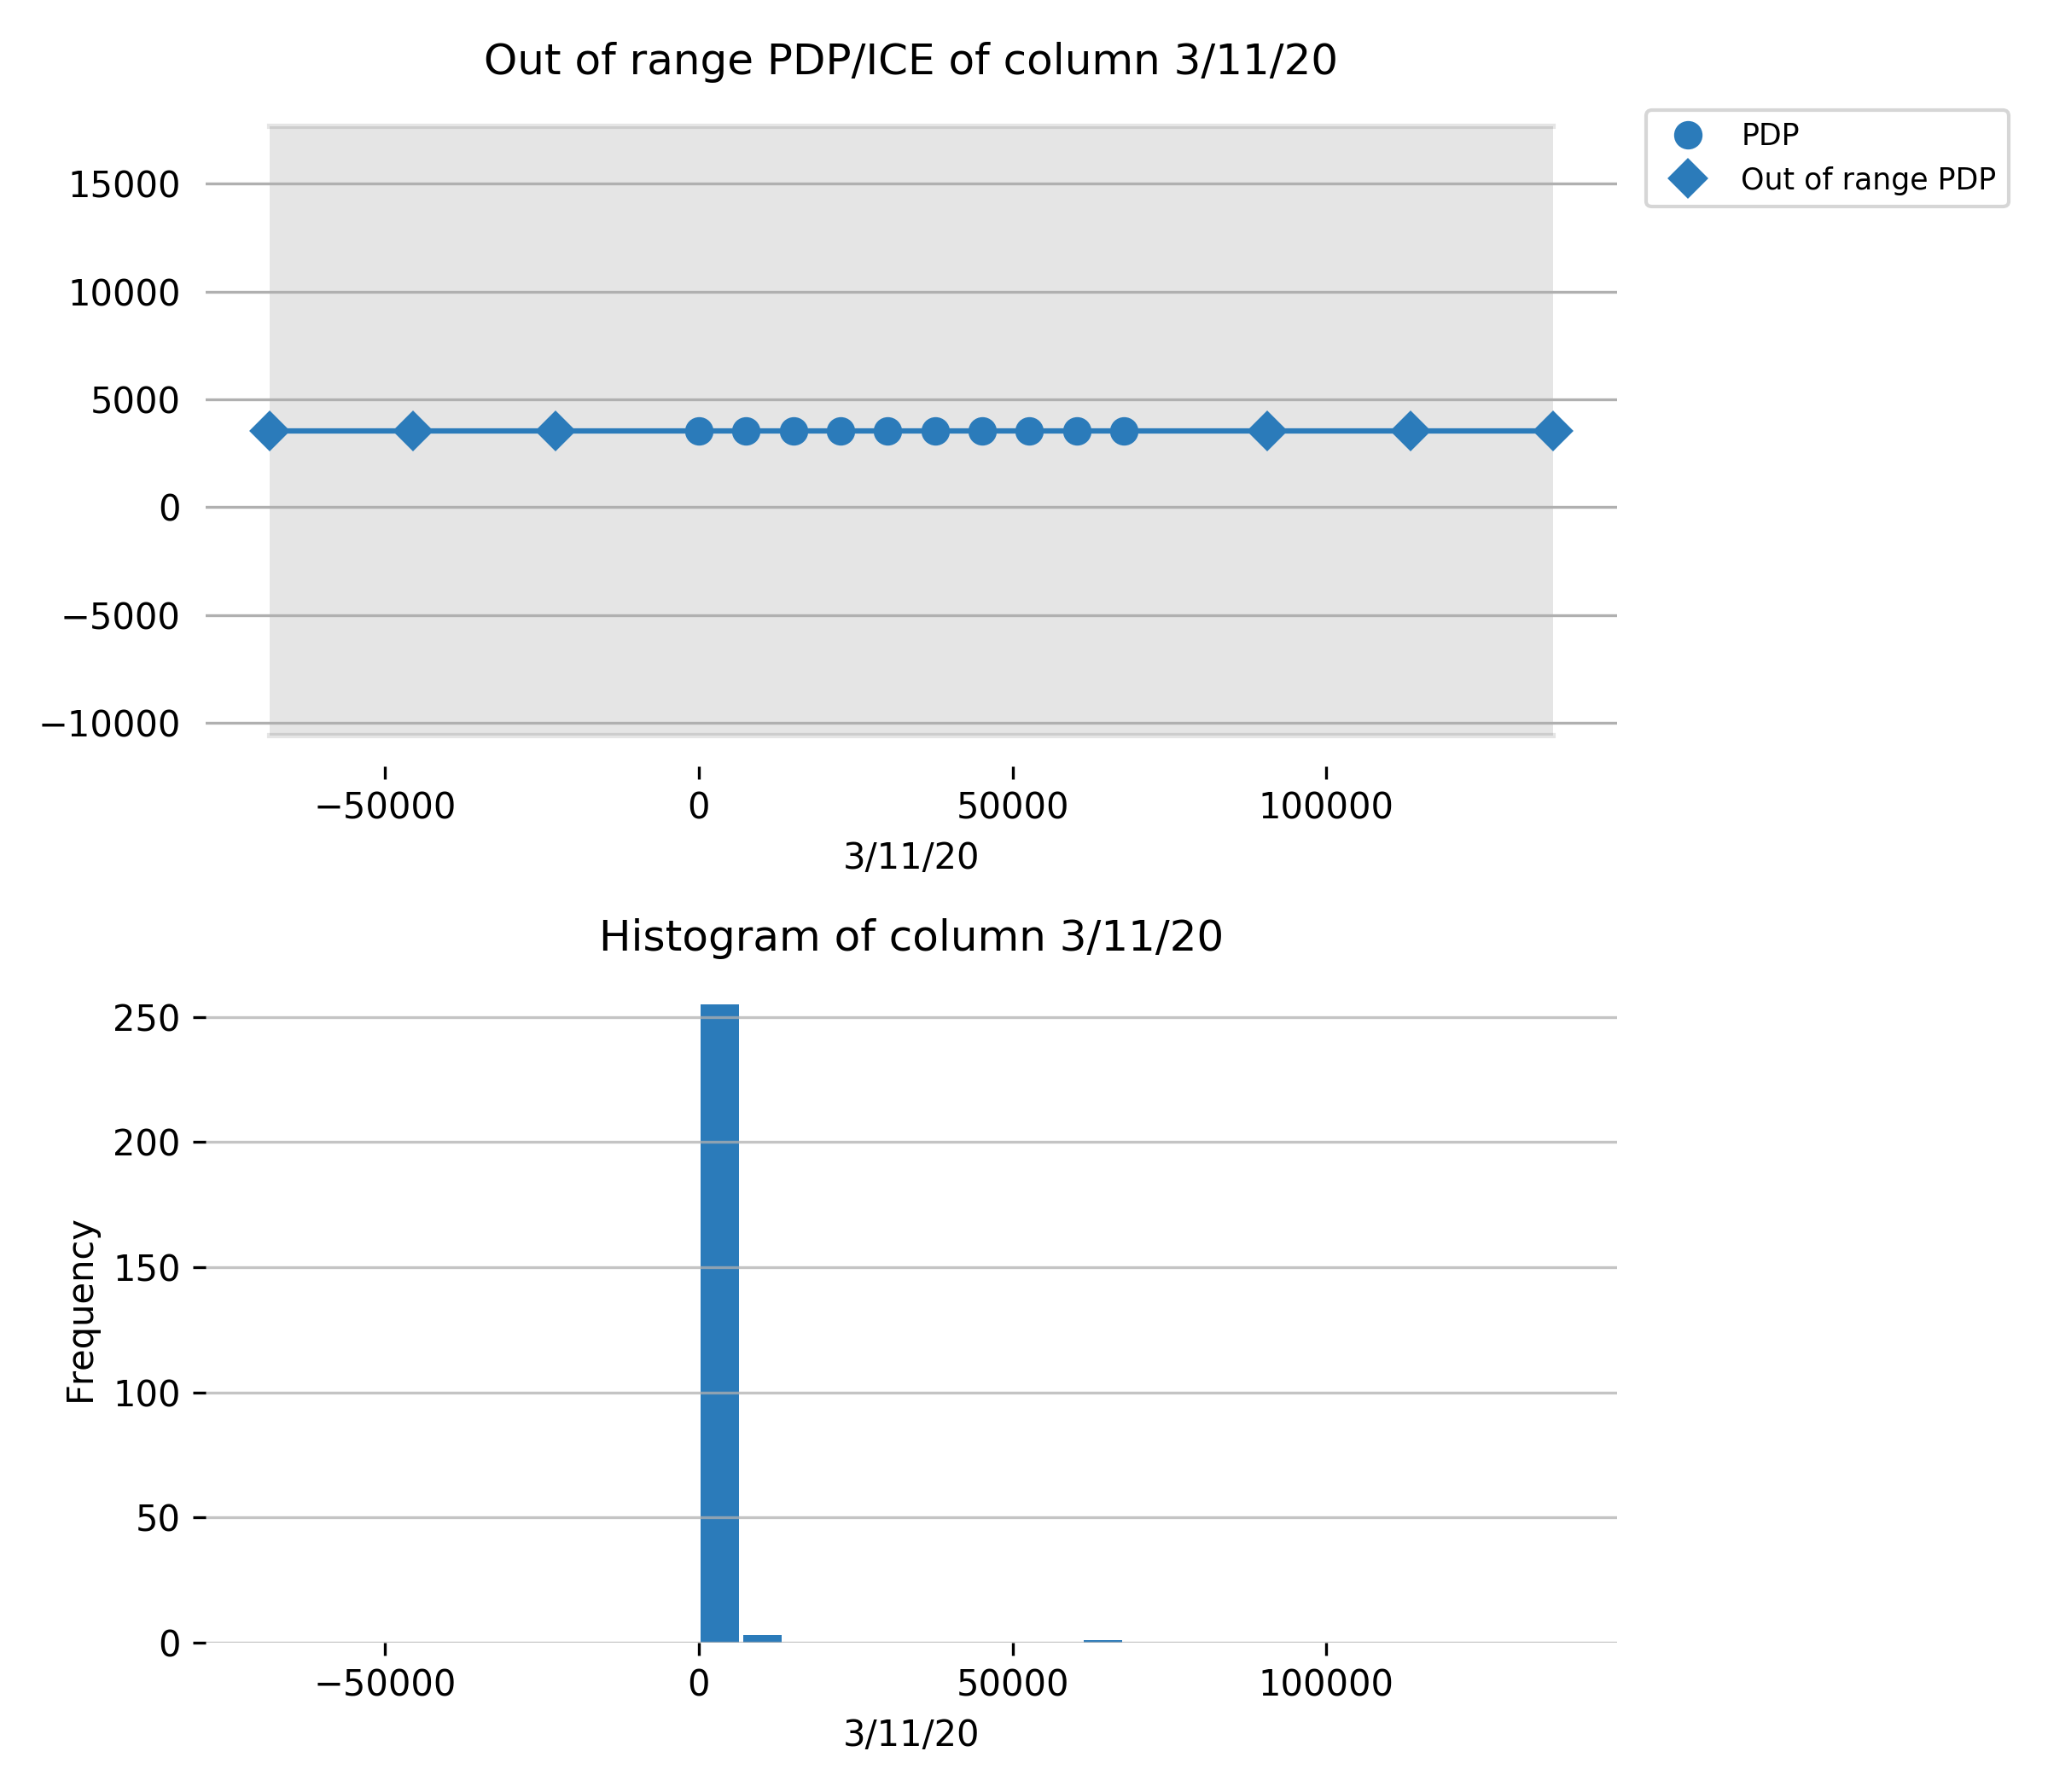 Out of range PDP/ICE of column 3/11/20
PDP
Out of range PDP
15000
10000
5000
0
−5000
−10000
−50000 0 50000 100000
3/11/20
Histogram of column 3/11/20
250
200
150
100
50
0
Frequency
−50000 0 50000 100000
3/11/20